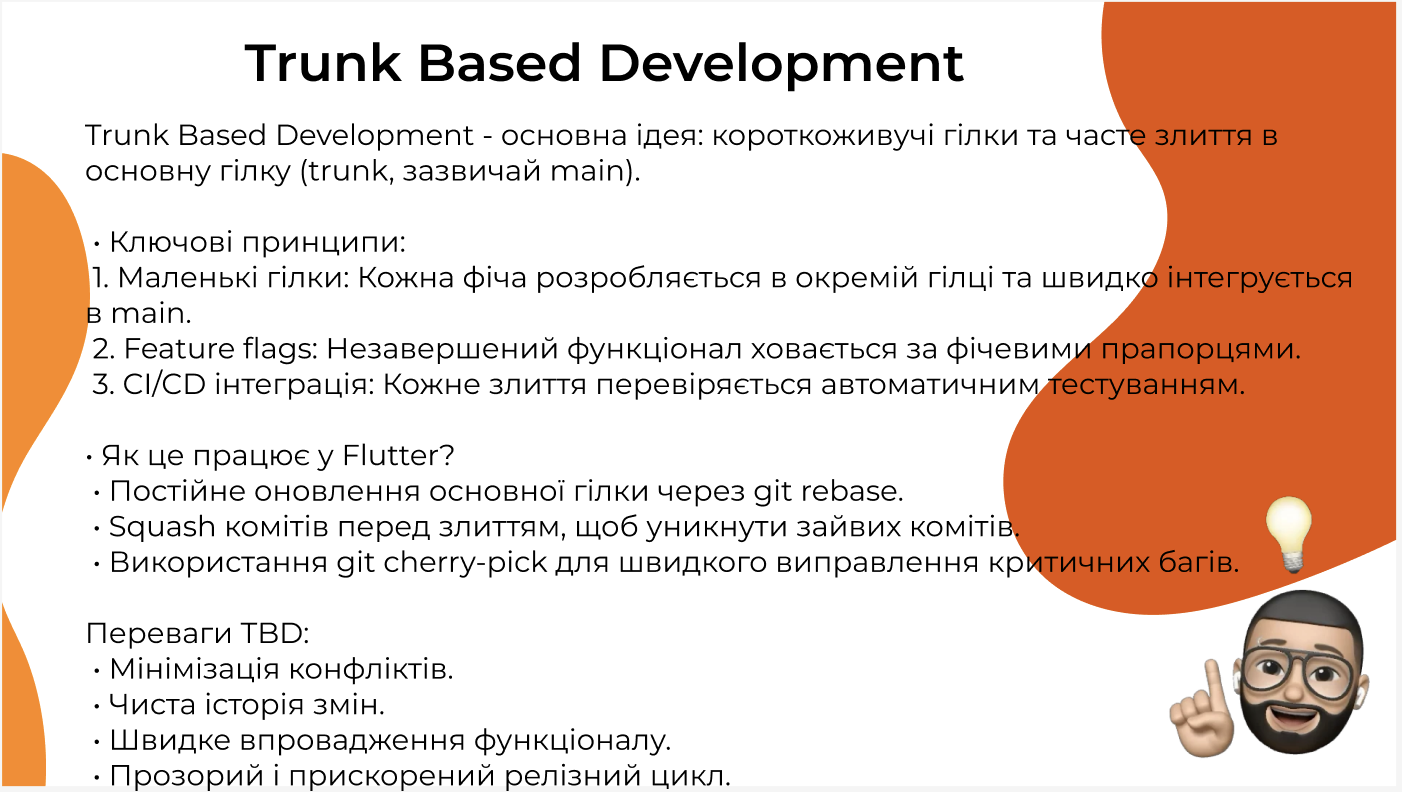 Trunk Based Development
Trunk Based Development - основна ідея: короткоживучі гілки та часте злиття в
основну гілку (trunk, зазвичай main).
• Ключові принципи:
1. Маленькі гілки: Кожна фіча розробляється в окремій гілці та швидко інтегрується
в main.
2. Feature flags: Незавершений функціонал ховається за фічевими прапорцями.
3. CI/CD інтеграція: Кожне злиття перевіряється автоматичним тестуванням.
• Як це працює у Flutter?
• Постійне оновлення основної гілки через git rebase.
• Squash комітів перед злиттям, щоб уникнути зайвих комітів.
• Використання git cherry-pick для швидкого виправлення критичних багів.
Переваги TBD:
• Мінімізація конфліктів.
• Чиста історія змін.
• Швидке впровадження функціоналу.
• Прозорий і прискорений релізний цикл.